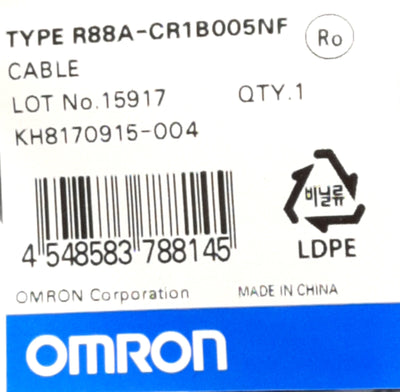 TYPE R88A-CR1B005NF Ro
CABLE
LOT No.15917 QTY.1
KH8170915-004
비닐류
LDPE
4 548583 788145
OMRON Corporation MADE IN CHINA
OMRON